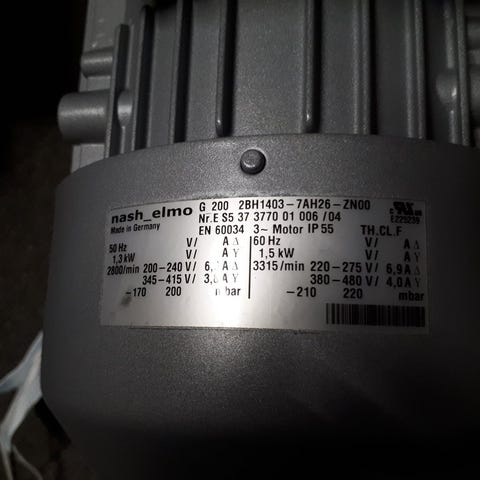 nash_elmo G 200 2BH1403-7AH26-ZN00
Made in Germany Nr.E S5 37 3770 01 006 /04 E225239
EN 60034 3~ Motor IP 55 TH.CL.F
50 Hz V/ A Δ 60 Hz V/ A Δ
1,3 kW V/ A Y 1,5 kW V/ A Y
2800/min 200-240 V/ A Δ 3315/min 220-275 V/ 6,9 A Δ
345-415 V/ A Y 380-480 V/ 4,0 A Y
-170 200 mbar -210 220 mbar